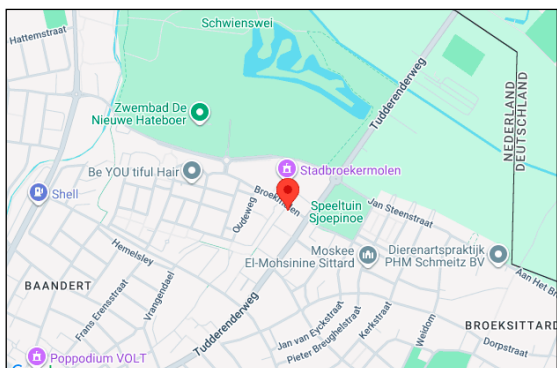 Hattemstraat
Schwienswei
Tudderenderweg
NEDERLAND
DEUTSCHLAND
Zwembad De
Nieuwe Hateboer
Stadbroekermolen
Be YOU tiful Hair
Shell
Broekmolen
Oudeweg
Speeltuin
Sjoepinoe
Jan Steenstraat
Hemelsley
Moskee
El-Mohsinine Sittard
Dierenartspraktijk
PHM Schmeitz BV
BAANDERT
Vrangendael
Frans Erensstraat
Aan Het Br
Tudderenderweg
Jan van Eyckstraat
Pieter Breughelstraat
Kerkstraat
Weidom
BROEKSITTARD
Dorpstraat
Poppodium VOLT